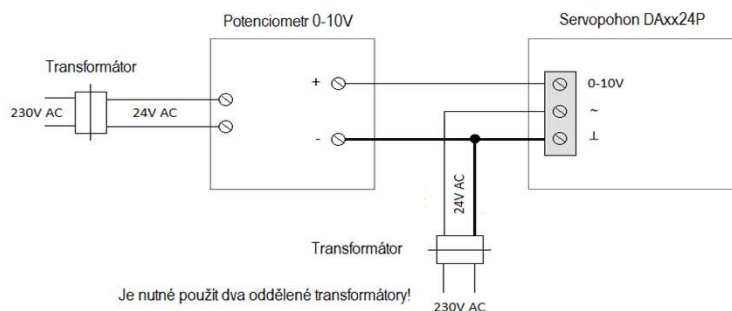 Potenciometr 0-10V
Servopohon DAxx24P
Transformátor
230V AC
24V AC
+
-
0-10V
~
⊥
24V AC
Transformátor
Je nutné použít dva oddělené transformátory!
230V AC